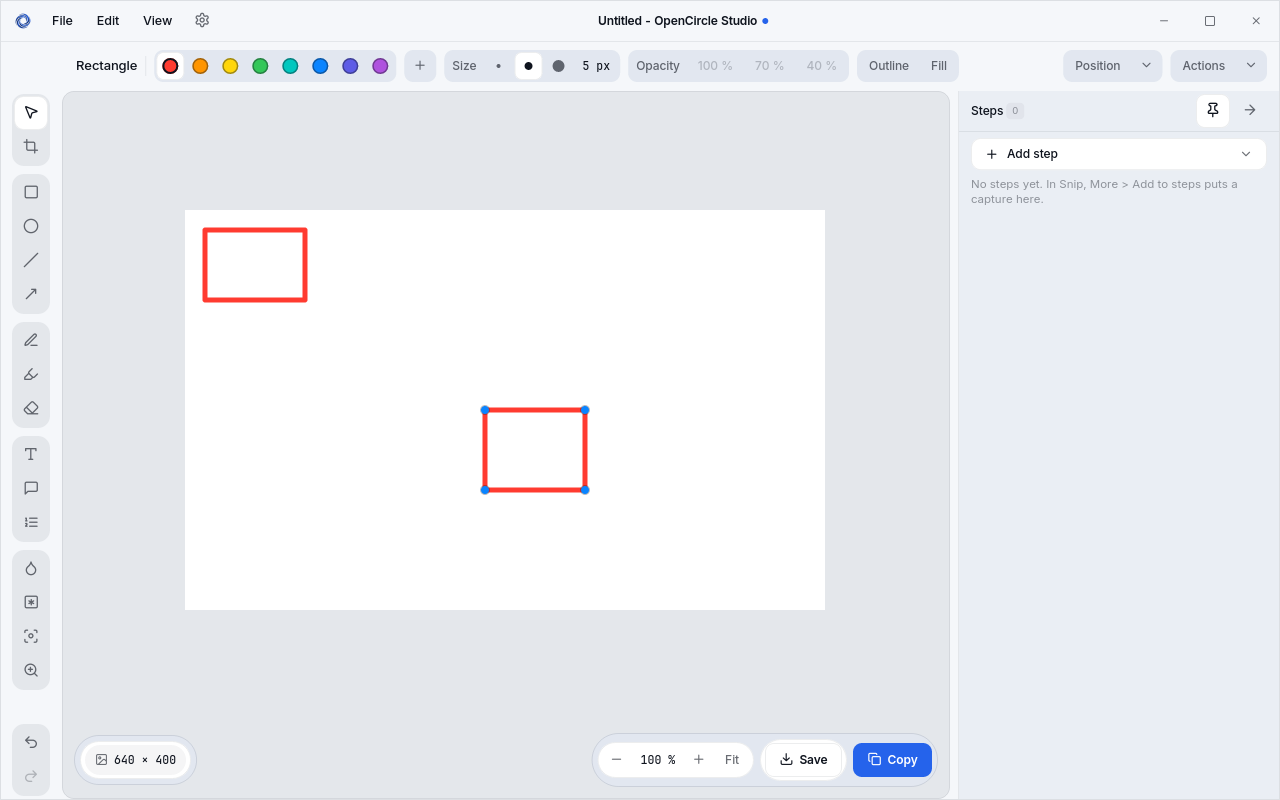 File Edit View Untitled - OpenCircle Studio
Rectangle Size 5 px Opacity 100 % 70 % 40 % Outline Fill Position Actions
Steps 0
Add step
No steps yet. In Snip, More > Add to steps puts a
capture here.
640 × 400 100 % Fit Save Copy